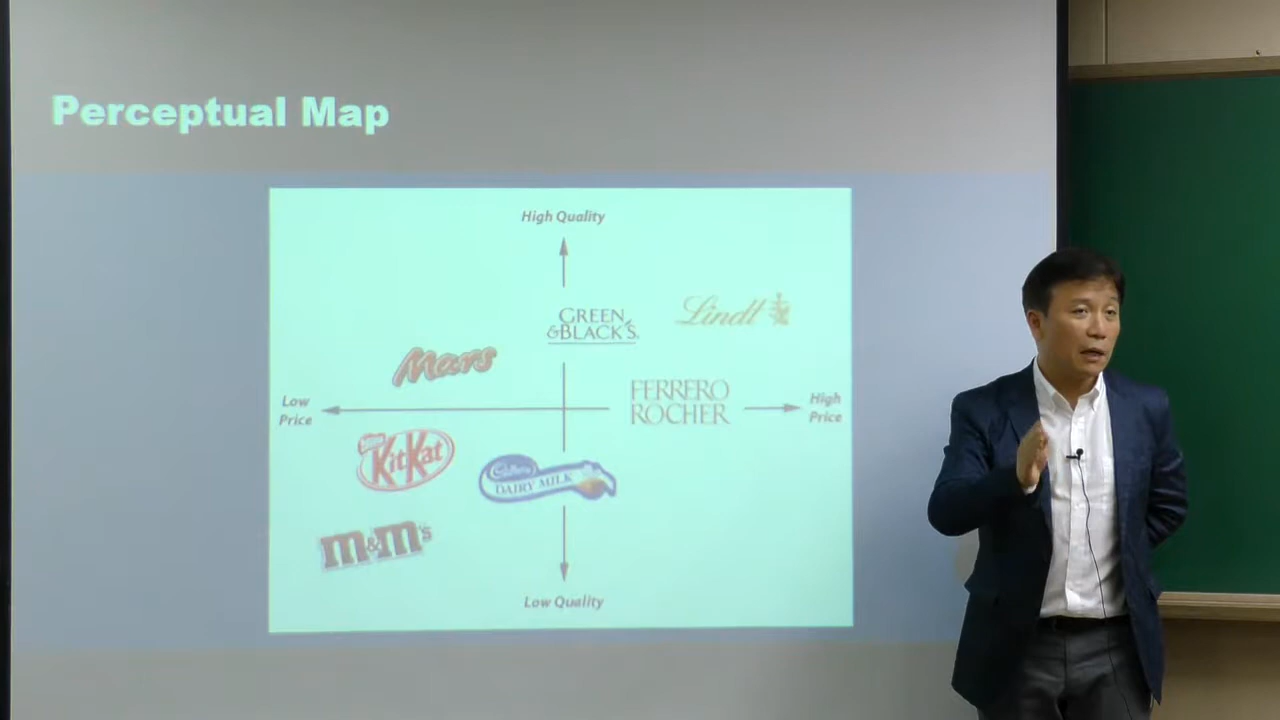 Perceptual Map
High Quality
GREEN
&BLACK'S.
Lindt
Mars
Low
Price
FERRERO
ROCHER
High
Price
Nestlé
KitKat
Cadbury
DAIRY MILK
m&m's
Low Quality